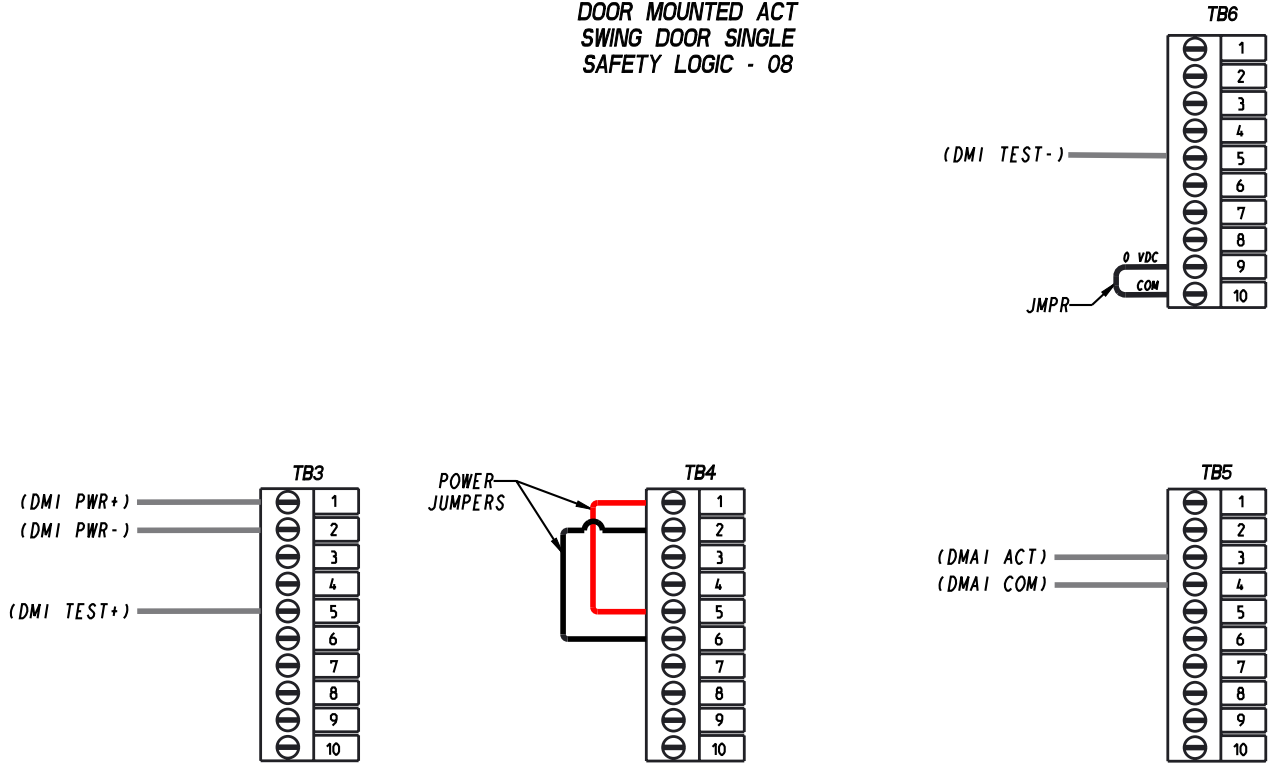 DOOR MOUNTED ACT
SWING DOOR SINGLE
SAFETY LOGIC - 08
TB6
1
2
3
4
(DMI TEST-) 5
6
7
8
0 VDC 9
COM 10
JMPR
TB3
(DMI PWR+) 1
(DMI PWR-) 2
3
4
(DMI TEST+) 5
6
7
8
9
10
POWER
JUMPERS
TB4
1
2
3
4
5
6
7
8
9
10
TB5
1
2
(DMAI ACT) 3
(DMAI COM) 4
5
6
7
8
9
10